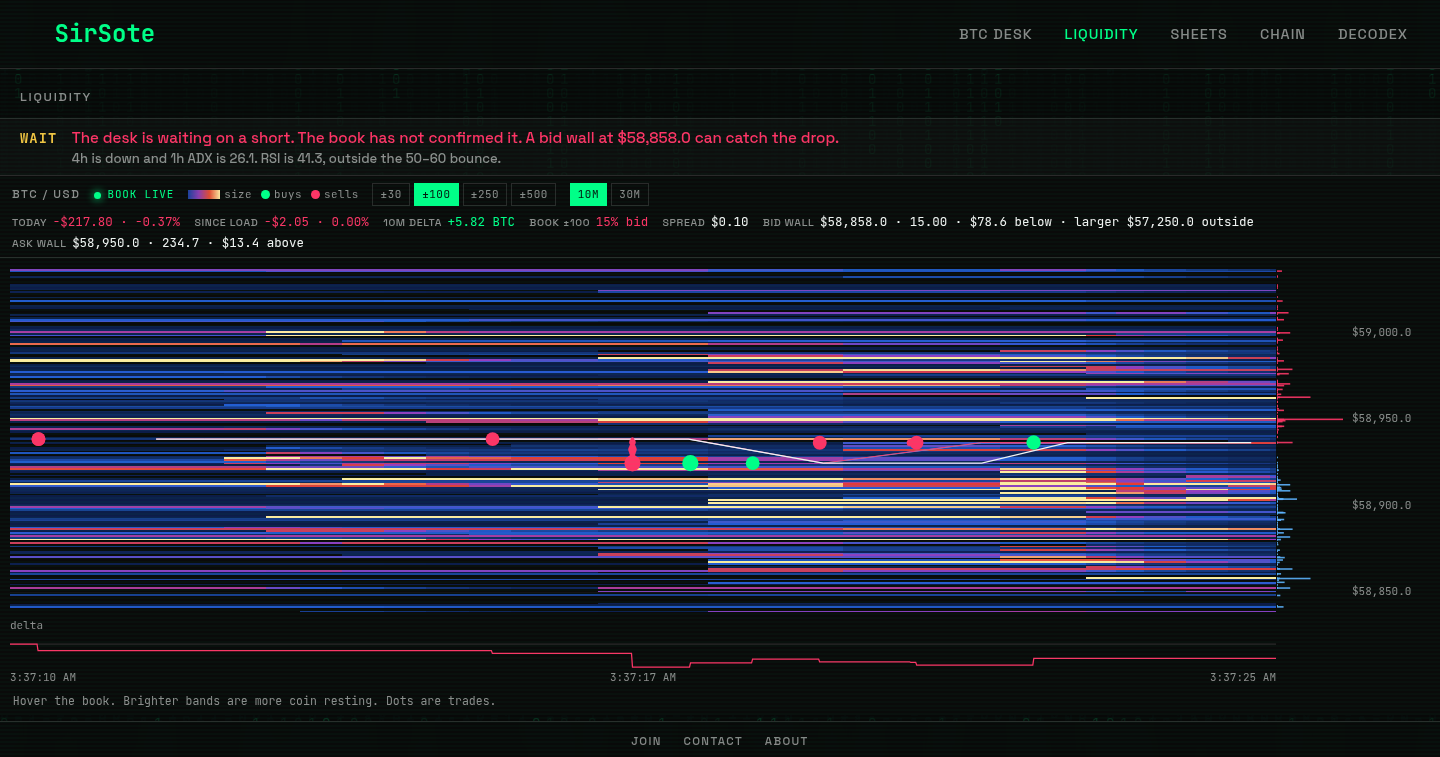 SirSote
BTC DESK LIQUIDITY SHEETS CHAIN DECODEX
LIQUIDITY
WAIT The desk is waiting on a short. The book has not confirmed it. A bid wall at $58,858.0 can catch the drop.
4h is down and 1h ADX is 26.1. RSI is 41.3, outside the 50–60 bounce.
BTC / USD BOOK LIVE size buys sells ±30 ±100 ±250 ±500 10M 30M
TODAY -$217.80 · -0.37% SINCE LOAD -$2.05 · 0.00% 10M DELTA +5.82 BTC BOOK ±100 15% bid SPREAD $0.10 BID WALL $58,858.0 · 15.00 · $78.6 below · larger $57,250.0 outside
ASK WALL $58,950.0 · 234.7 · $13.4 above
$59,000.0
$58,950.0
$58,900.0
$58,850.0
delta
3:37:10 AM 3:37:17 AM 3:37:25 AM
Hover the book. Brighter bands are more coin resting. Dots are trades.
JOIN CONTACT ABOUT